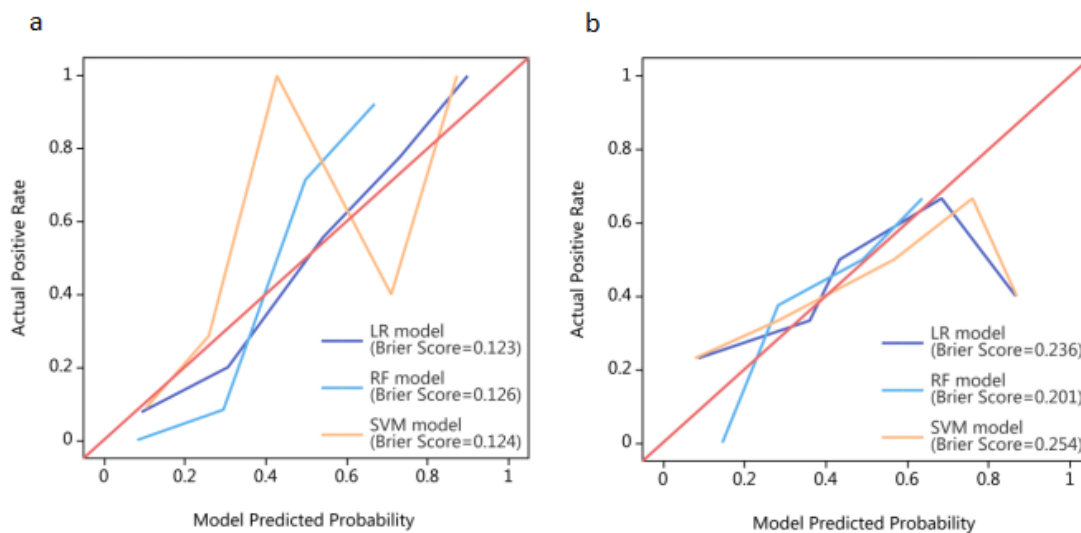 a
Actual Positive Rate
1
0.8
0.6
0.4
0.2
0
LR model
(Brier Score=0.123)
RF model
(Brier Score=0.126)
SVM model
(Brier Score=0.124)
0 0.2 0.4 0.6 0.8 1
Model Predicted Probability
b
Actual Positive Rate
1
0.8
0.6
0.4
0.2
0
LR model
(Brier Score=0.236)
RF model
(Brier Score=0.201)
SVM model
(Brier Score=0.254)
0 0.2 0.4 0.6 0.8 1
Model Predicted Probability